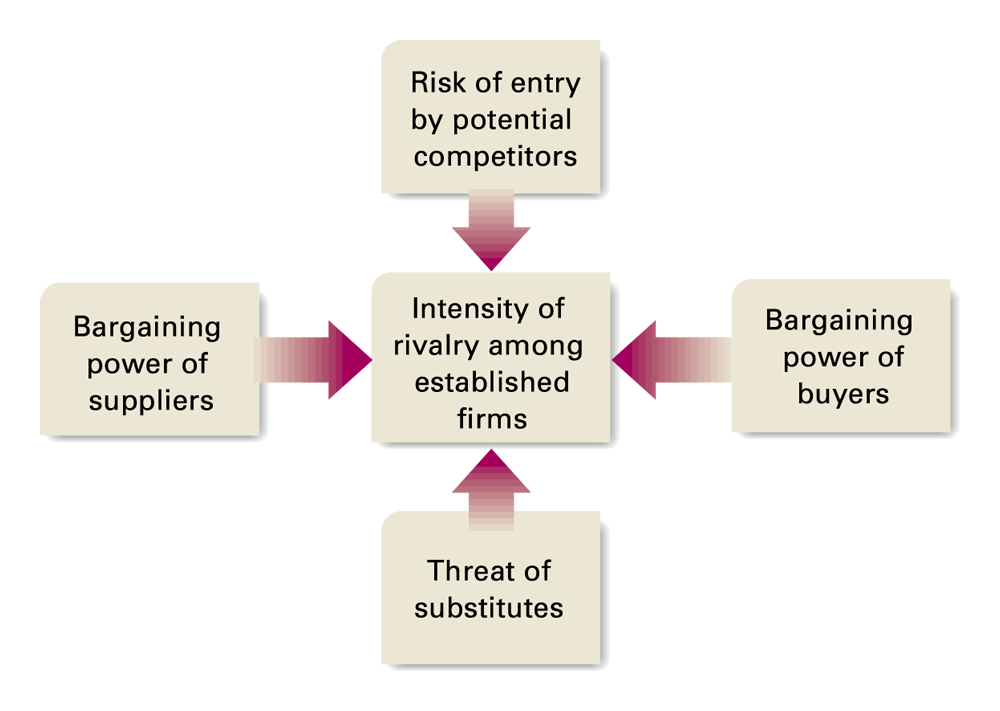 Risk of entry
by potential
competitors
Bargaining
power of
suppliers
Intensity of
rivalry among
established
firms
Bargaining
power of
buyers
Threat of
substitutes